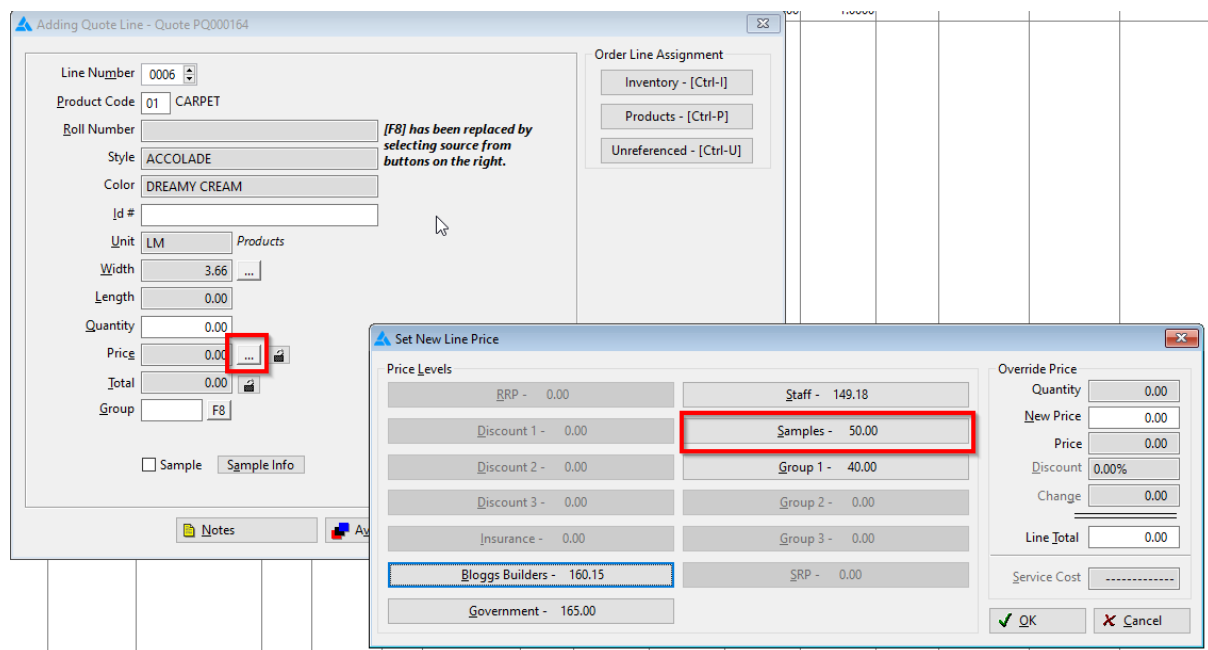 Adding Quote Line - Quote PQ000164
Line Number 0006
Product Code 01 CARPET
Roll Number
[F8] has been replaced by
selecting source from
buttons on the right.
Style ACCOLADE
Color DREAMY CREAM
Id #
Unit LM Products
Width 3.66 ...
Length 0.00
Quantity 0.00
Price 0.00 ...
Total 0.00
Group F8
Sample Sample Info
Notes
Order Line Assignment
Inventory - [Ctrl-I]
Products - [Ctrl-P]
Unreferenced - [Ctrl-U]
Set New Line Price
Price Levels
RRP - 0.00
Discount 1 - 0.00
Discount 2 - 0.00
Discount 3 - 0.00
Insurance - 0.00
Bloggs Builders - 160.15
Government - 165.00
Staff - 149.18
Samples - 50.00
Group 1 - 40.00
Group 2 - 0.00
Group 3 - 0.00
SRP - 0.00
Override Price
Quantity 0.00
New Price 0.00
Price 0.00
Discount 0.00%
Change 0.00
Line Total 0.00
Service Cost -------------
OK
Cancel